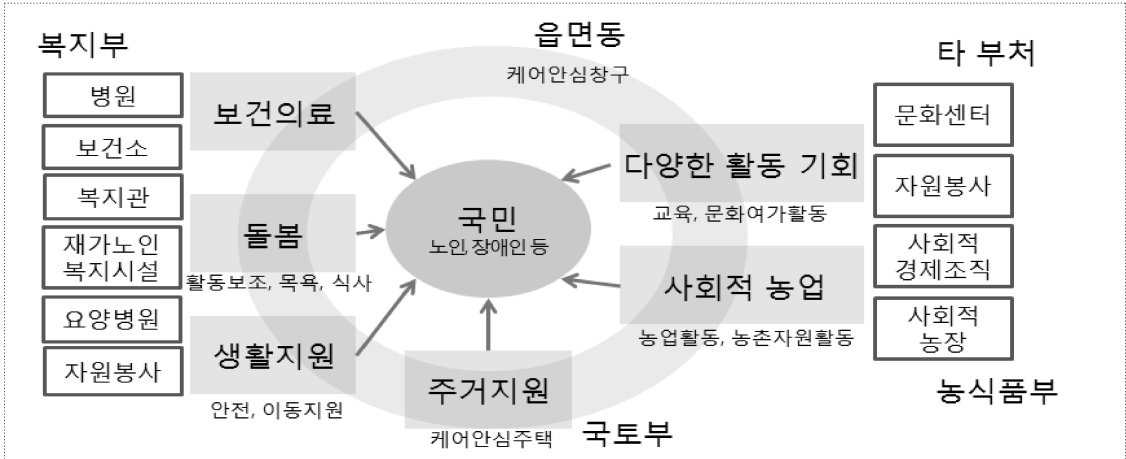 복지부
병원
보건소
복지관
재가노인
복지시설
요양병원
자원봉사
보건의료
돌봄
활동보조, 목욕, 식사
생활지원
안전, 이동지원
읍면동
케어안심창구
국민
노인, 장애인 등
주거지원
케어안심주택
국토부
다양한 활동 기회
교육, 문화여가활동
사회적 농업
농업활동, 농촌자원활동
타 부처
문화센터
자원봉사
사회적
경제조직
사회적
농장
농식품부